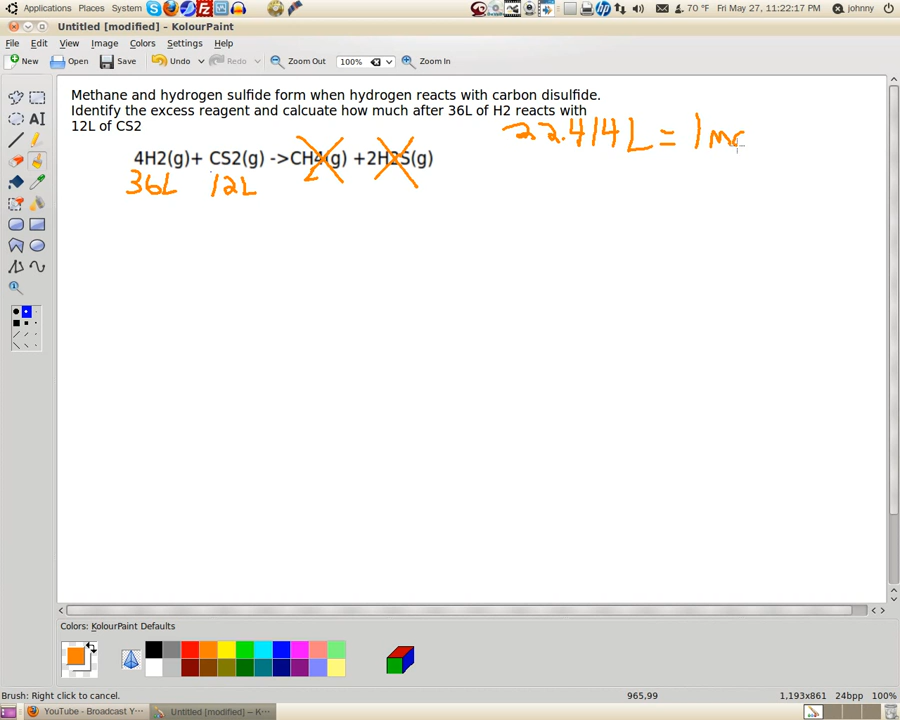 Applications Places System 70 °F Fri May 27, 11:22:17 PM johnny
Untitled [modified] - KolourPaint
File Edit View Image Colors Settings Help
New Open Save Undo Redo Zoom Out 100% Zoom In
Methane and hydrogen sulfide form when hydrogen reacts with carbon disulfide.
Identify the excess reagent and calcuate how much after 36L of H2 reacts with
12L of CS2
22.414L = 1 mo
4H2(g)+ CS2(g) ->CH4(g) +2H2S(g)
36L 12L
Colors: KolourPaint Defaults
Brush: Right click to cancel. 965,99 1,193x861 24bpp 100%
YouTube - Broadcast Y... Untitled [modified] - K...